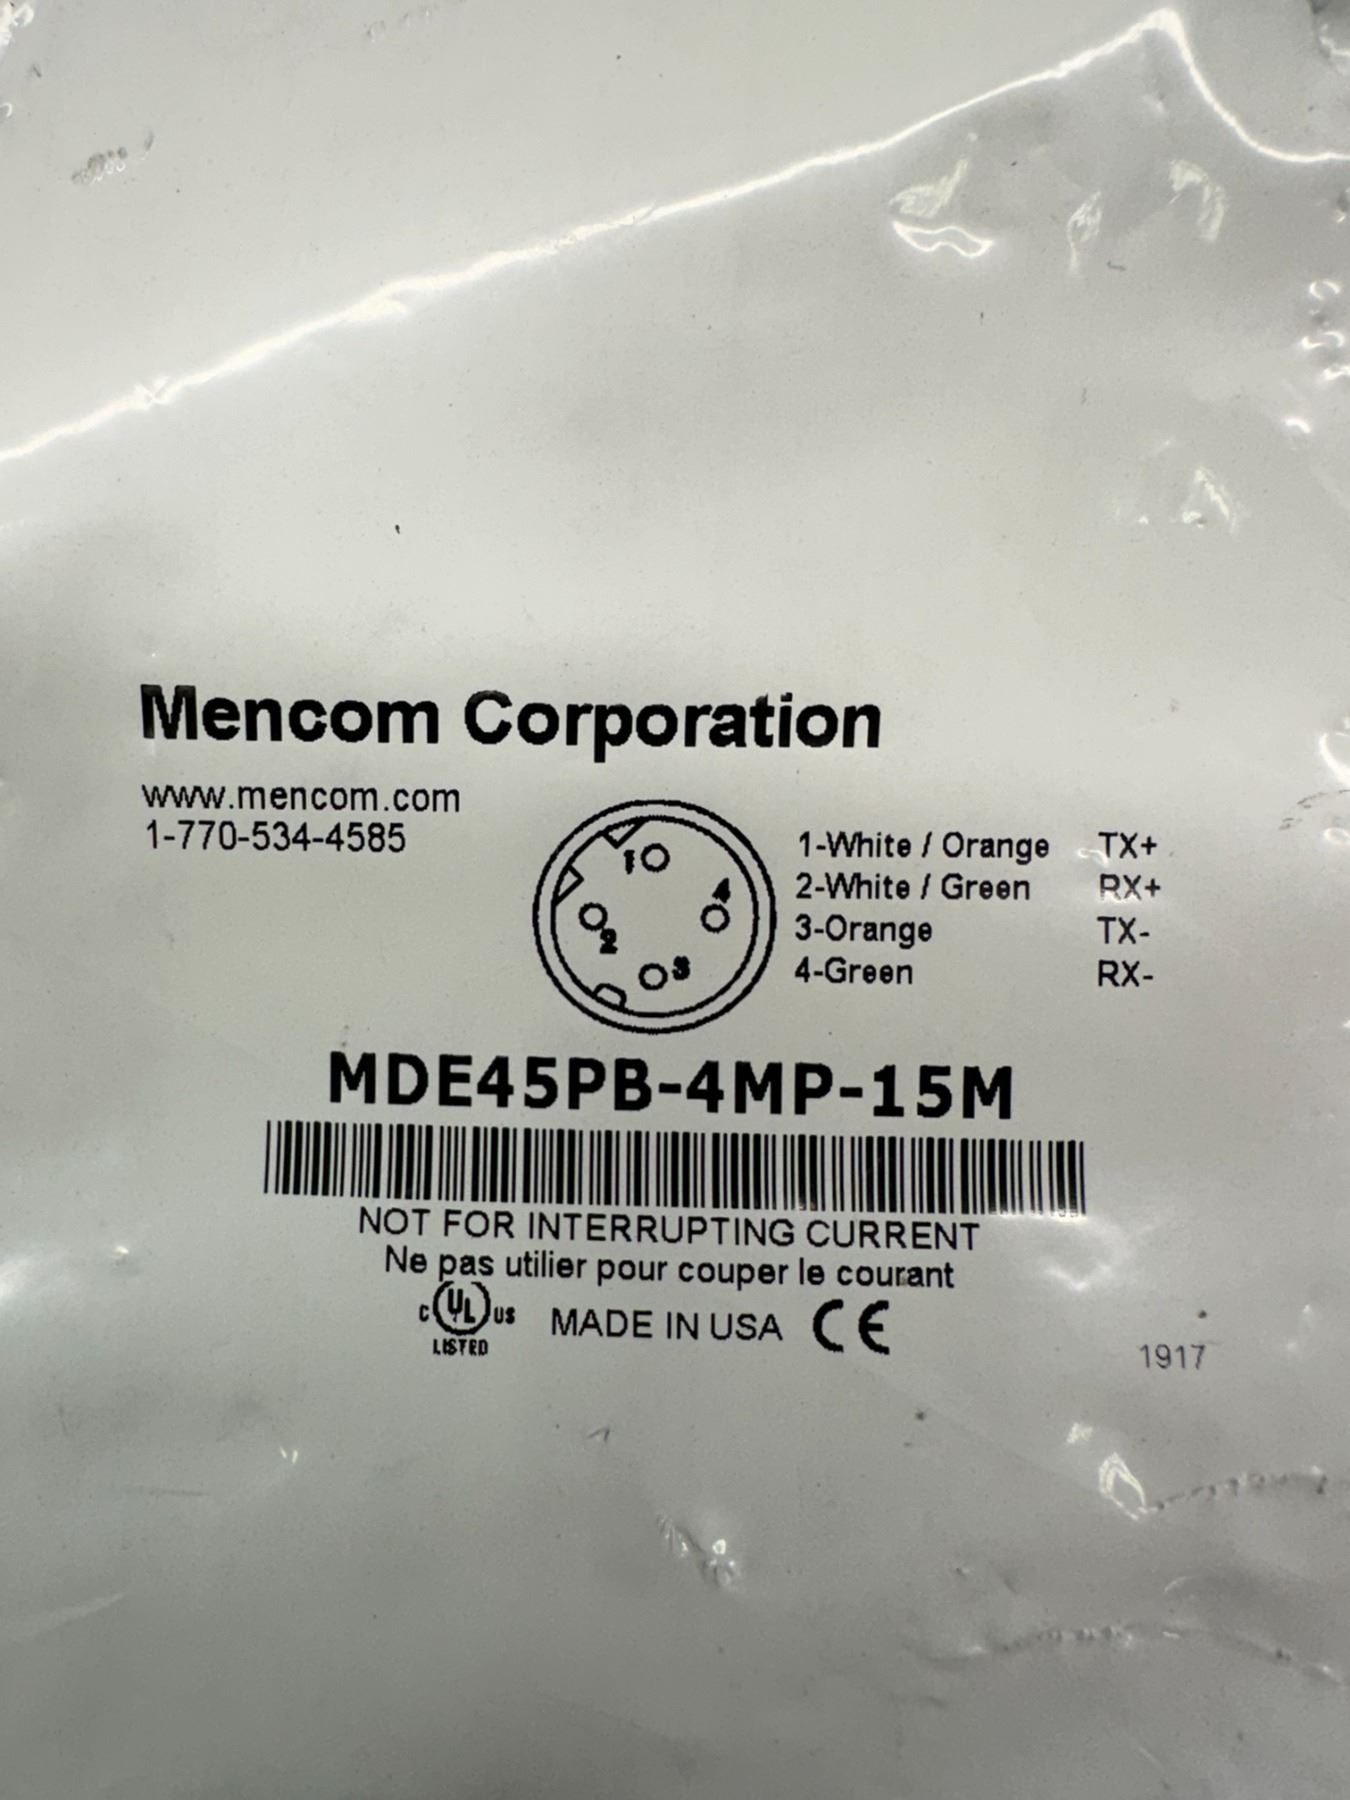 Mencom Corporation
www.mencom.com
1-770-534-4585
1
4
2
3
1-White / Orange TX+
2-White / Green RX+
3-Orange TX-
4-Green RX-
MDE45PB-4MP-15M
NOT FOR INTERRUPTING CURRENT
Ne pas utilier pour couper le courant
C UL US MADE IN USA CE
LISTED
1917